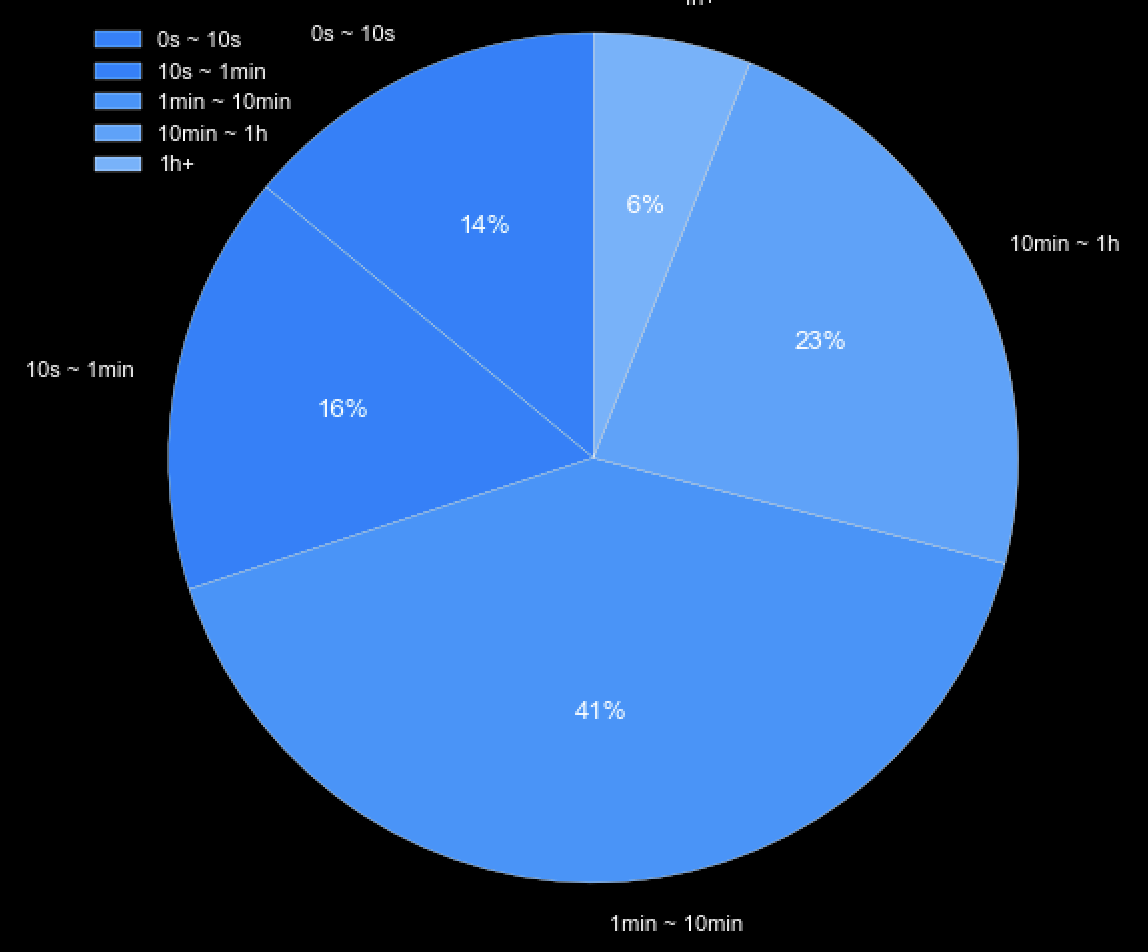 0s ~ 10s
10s ~ 1min
1min ~ 10min
10min ~ 1h
1h+
0s ~ 10s
14%
6%
10min ~ 1h
23%
10s ~ 1min
16%
41%
1min ~ 10min